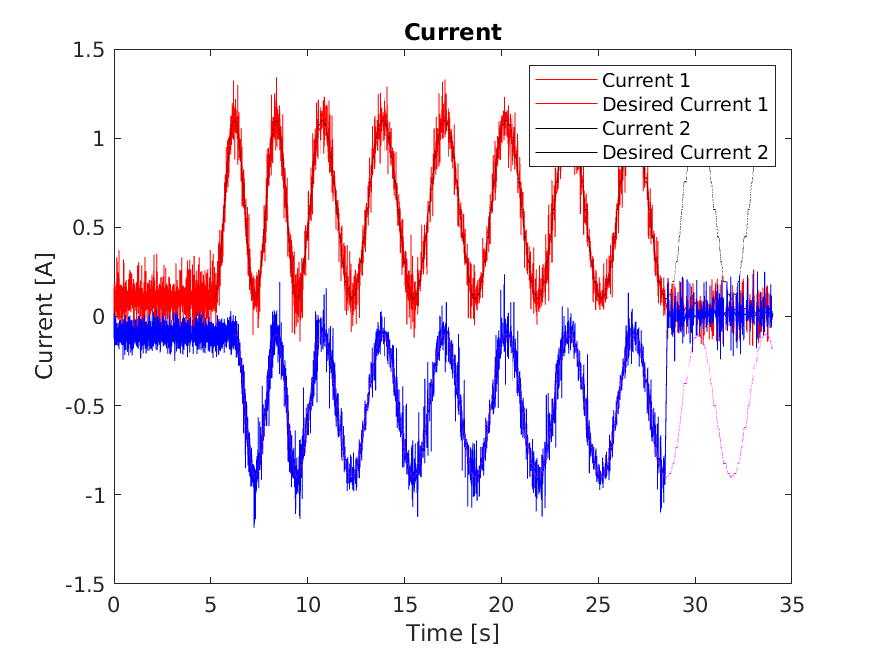 Current
1.5
1
0.5
0
-0.5
-1
-1.5
Current [A]
Current 1
Desired Current 1
Current 2
Desired Current 2
0 5 10 15 20 25 30 35
Time [s]